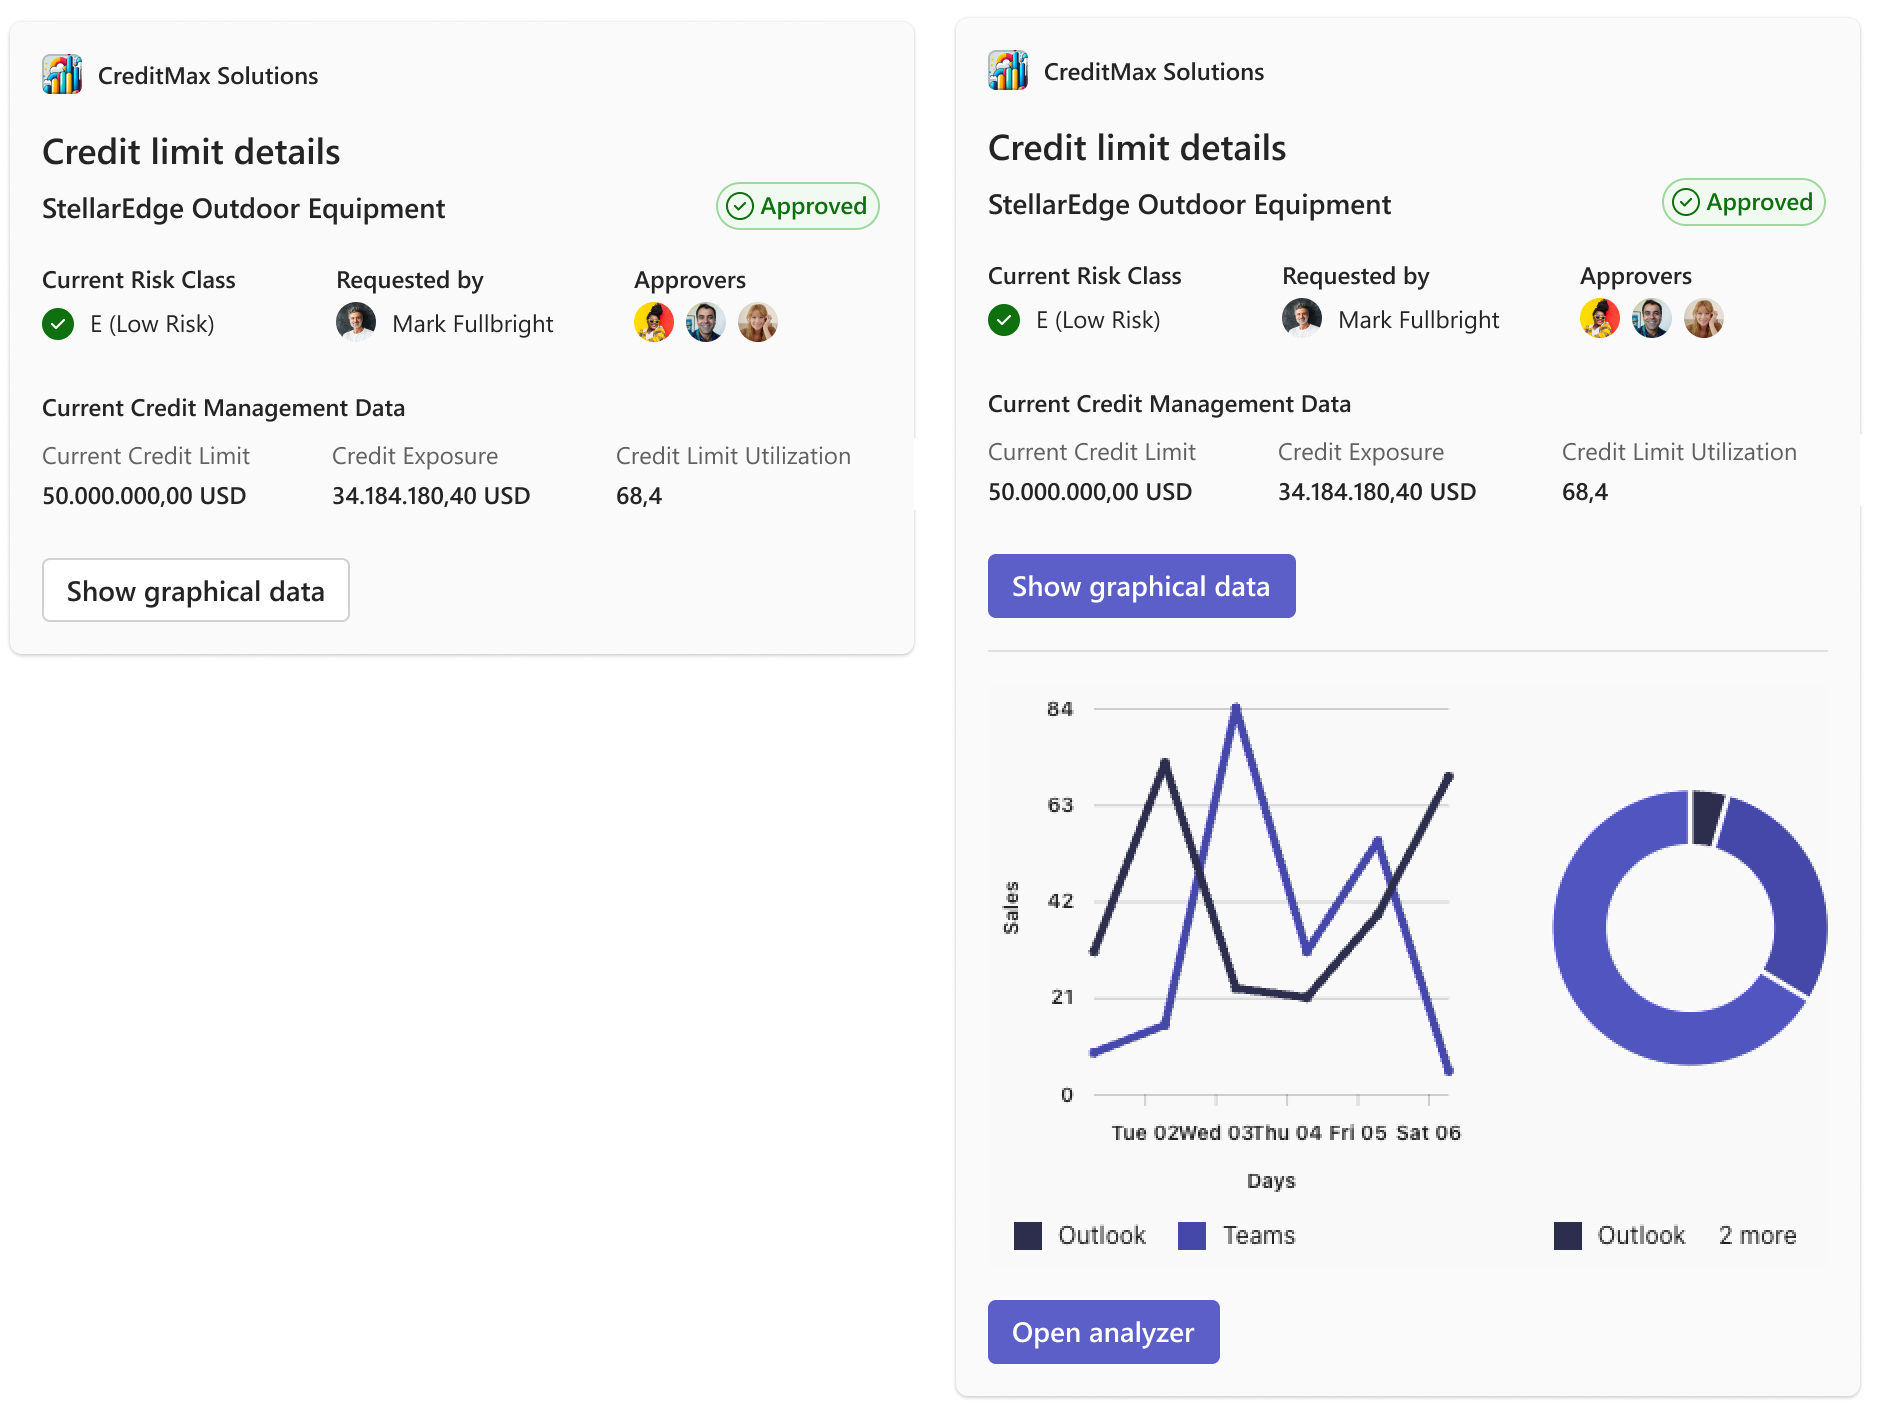 CreditMax Solutions
Credit limit details
StellarEdge Outdoor Equipment
Approved
Current Risk Class
Requested by
Approvers
E (Low Risk)
Mark Fullbright
Current Credit Management Data
Current Credit Limit
Credit Exposure
Credit Limit Utilization
50.000.000,00 USD
34.184.180,40 USD
68,4
Show graphical data
CreditMax Solutions
Credit limit details
StellarEdge Outdoor Equipment
Approved
Current Risk Class
Requested by
Approvers
E (Low Risk)
Mark Fullbright
Current Credit Management Data
Current Credit Limit
Credit Exposure
Credit Limit Utilization
50.000.000,00 USD
34.184.180,40 USD
68,4
Show graphical data
84
63
42
21
0
Sales
Tue 02
Wed 03
Thu 04
Fri 05
Sat 06
Days
Outlook
Teams
Outlook
2 more
Open analyzer